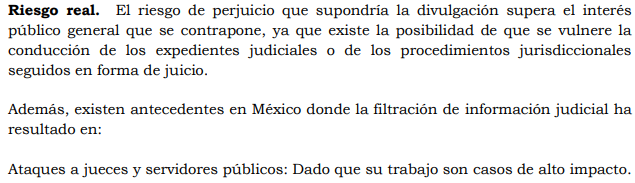 Riesgo real. El riesgo de perjuicio que supondría la divulgación supera el interés
público general que se contrapone, ya que existe la posibilidad de que se vulnere la
conducción de los expedientes judiciales o de los procedimientos jurisdiccionales
seguidos en forma de juicio.
Además, existen antecedentes en México donde la filtración de información judicial ha
resultado en:
Ataques a jueces y servidores públicos: Dado que su trabajo son casos de alto impacto.